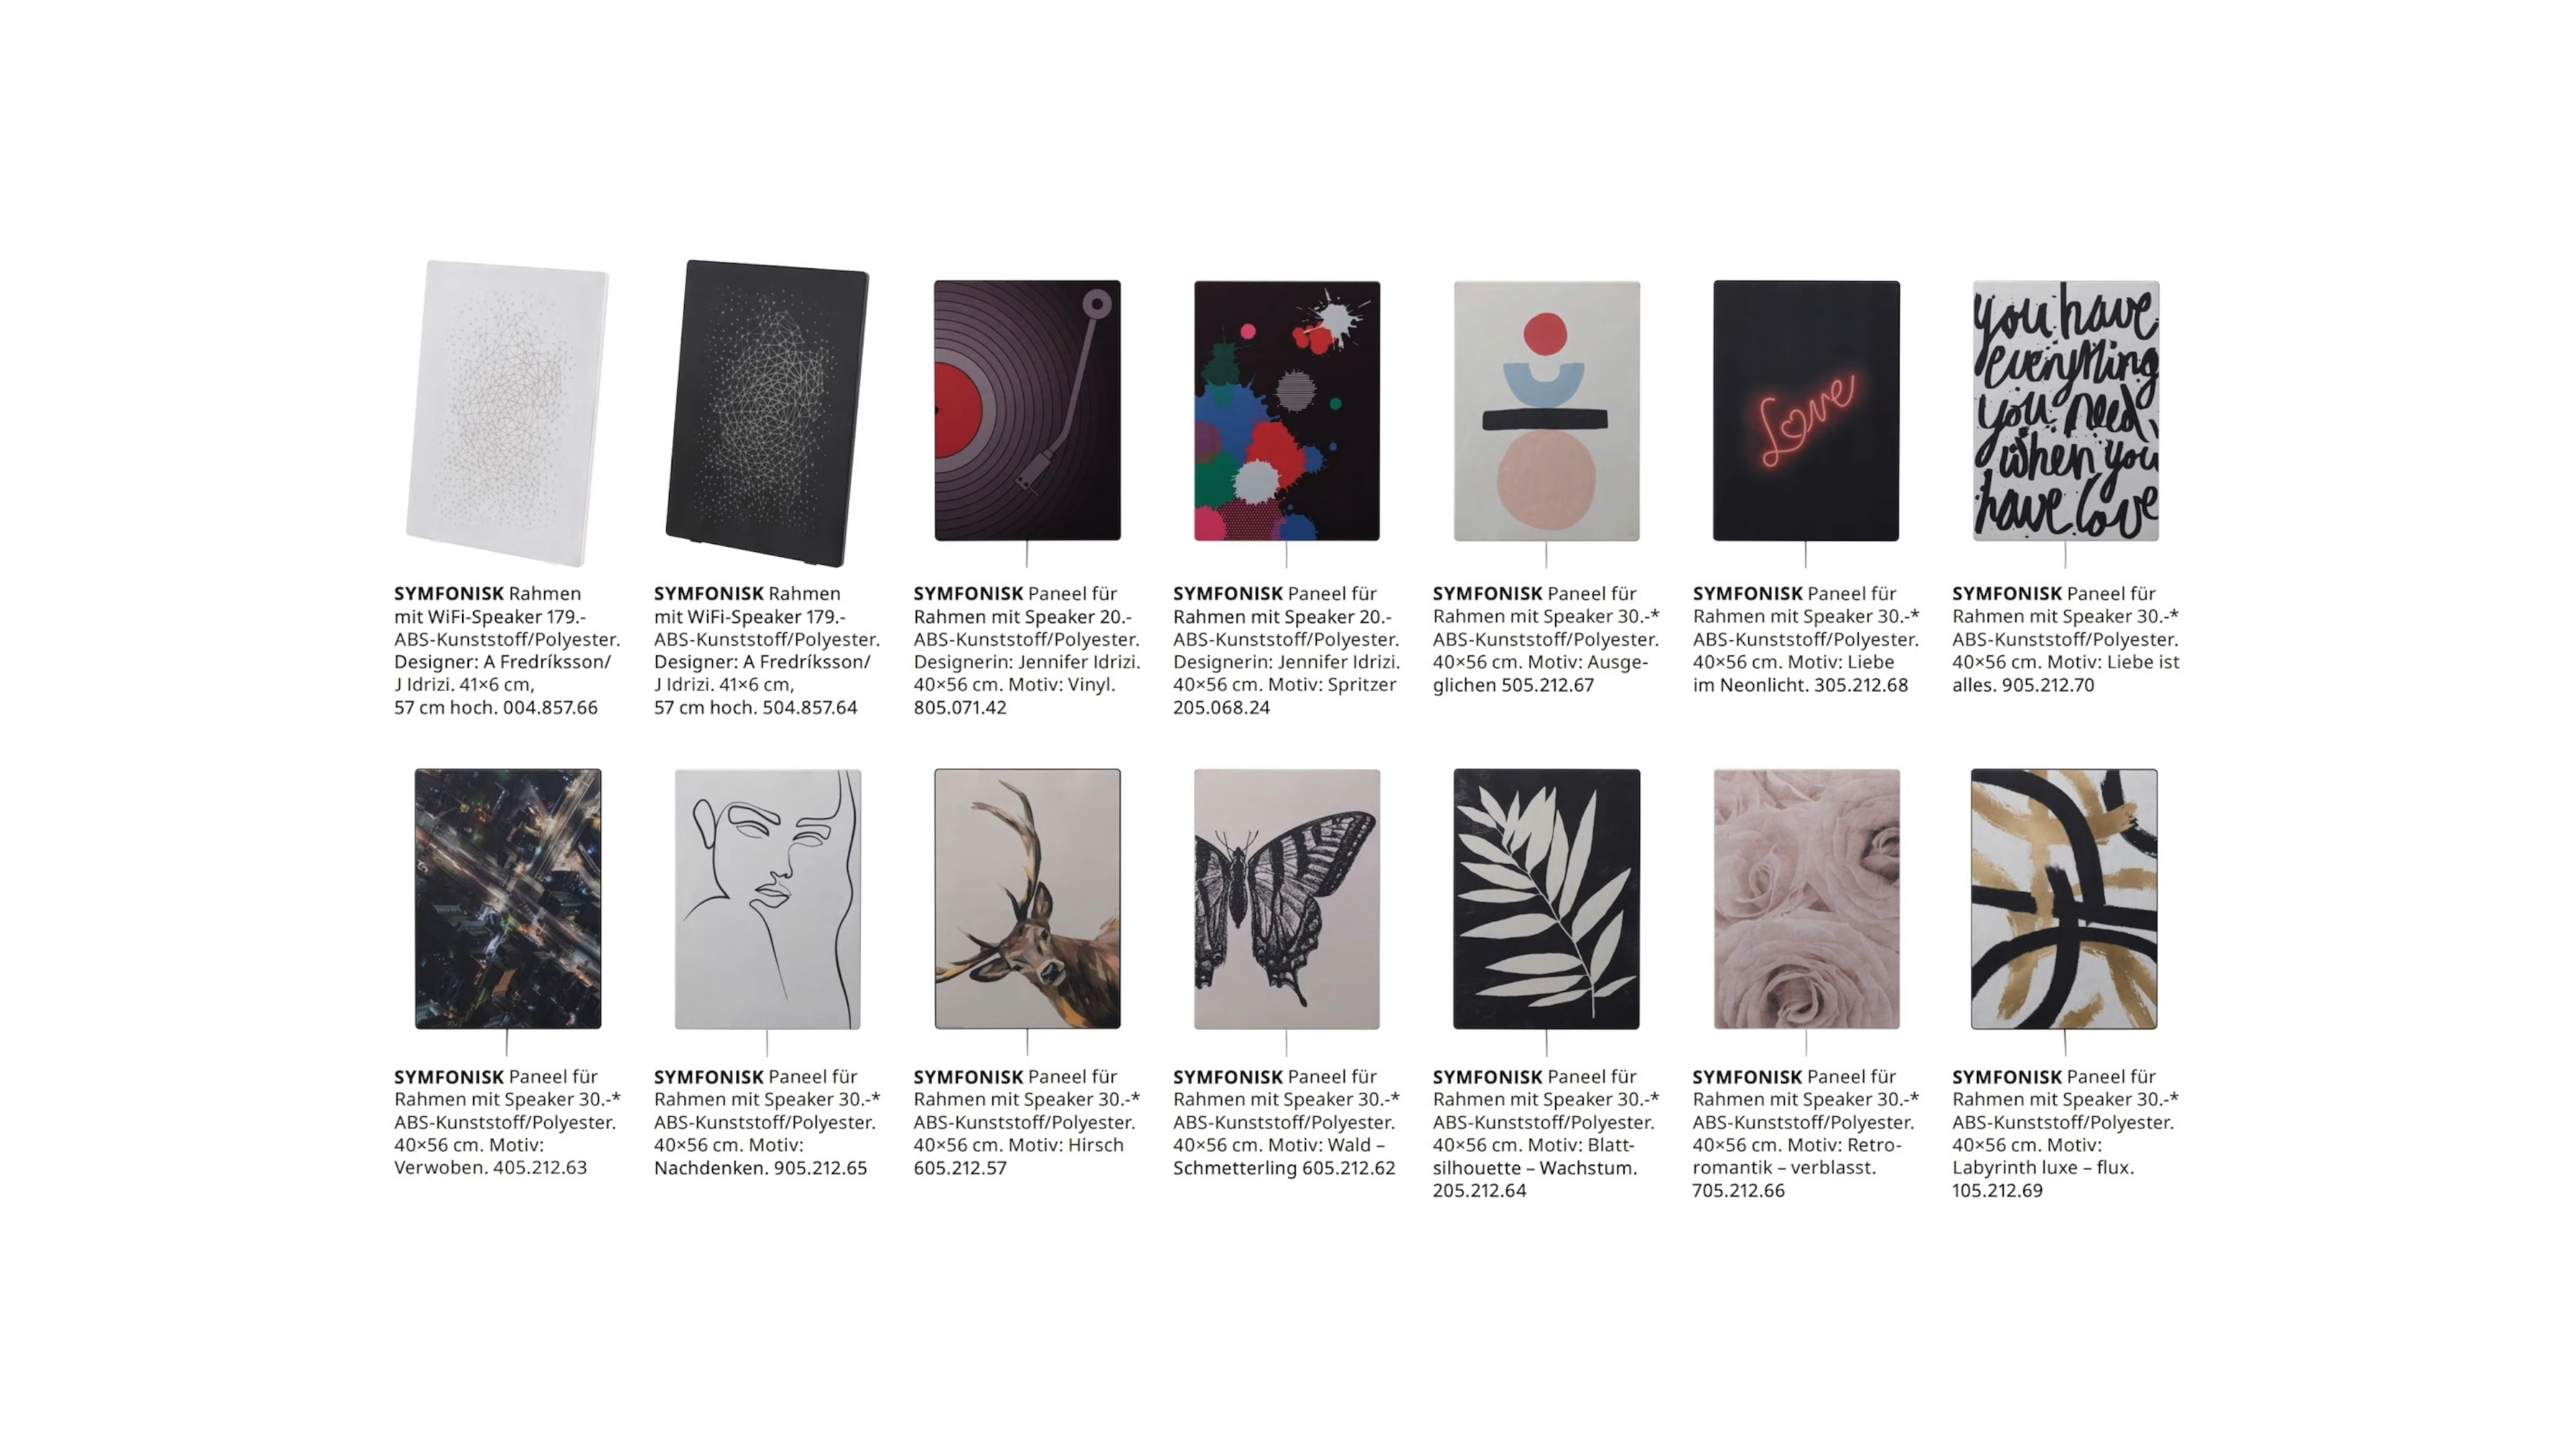 you have
everything
you need
when you
have love
Love
SYMFONISK Rahmen
mit WiFi-Speaker 179.-
ABS-Kunststoff/Polyester.
Designer: A Fredríksson/
J Idrizi. 41×6 cm,
57 cm hoch. 004.857.66
SYMFONISK Rahmen
mit WiFi-Speaker 179.-
ABS-Kunststoff/Polyester.
Designer: A Fredríksson/
J Idrizi. 41×6 cm,
57 cm hoch. 504.857.64
SYMFONISK Paneel für
Rahmen mit Speaker 20.-
ABS-Kunststoff/Polyester.
Designerin: Jennifer Idrizi.
40×56 cm. Motiv: Vinyl.
805.071.42
SYMFONISK Paneel für
Rahmen mit Speaker 20.-
ABS-Kunststoff/Polyester.
Designerin: Jennifer Idrizi.
40×56 cm. Motiv: Spritzer
205.068.24
SYMFONISK Paneel für
Rahmen mit Speaker 30.-*
ABS-Kunststoff/Polyester.
40×56 cm. Motiv: Ausge-
glichen 505.212.67
SYMFONISK Paneel für
Rahmen mit Speaker 30.-*
ABS-Kunststoff/Polyester.
40×56 cm. Motiv: Liebe
im Neonlicht. 305.212.68
SYMFONISK Paneel für
Rahmen mit Speaker 30.-*
ABS-Kunststoff/Polyester.
40×56 cm. Motiv: Liebe ist
alles. 905.212.70
SYMFONISK Paneel für
Rahmen mit Speaker 30.-*
ABS-Kunststoff/Polyester.
40×56 cm. Motiv:
Verwoben. 405.212.63
SYMFONISK Paneel für
Rahmen mit Speaker 30.-*
ABS-Kunststoff/Polyester.
40×56 cm. Motiv:
Nachdenken. 905.212.65
SYMFONISK Paneel für
Rahmen mit Speaker 30.-*
ABS-Kunststoff/Polyester.
40×56 cm. Motiv: Hirsch
605.212.57
SYMFONISK Paneel für
Rahmen mit Speaker 30.-*
ABS-Kunststoff/Polyester.
40×56 cm. Motiv: Wald –
Schmetterling 605.212.62
SYMFONISK Paneel für
Rahmen mit Speaker 30.-*
ABS-Kunststoff/Polyester.
40×56 cm. Motiv: Blatt-
silhouette – Wachstum.
205.212.64
SYMFONISK Paneel für
Rahmen mit Speaker 30.-*
ABS-Kunststoff/Polyester.
40×56 cm. Motiv: Retro-
romantik – verblasst.
705.212.66
SYMFONISK Paneel für
Rahmen mit Speaker 30.-*
ABS-Kunststoff/Polyester.
40×56 cm. Motiv:
Labyrinth luxe – flux.
105.212.69